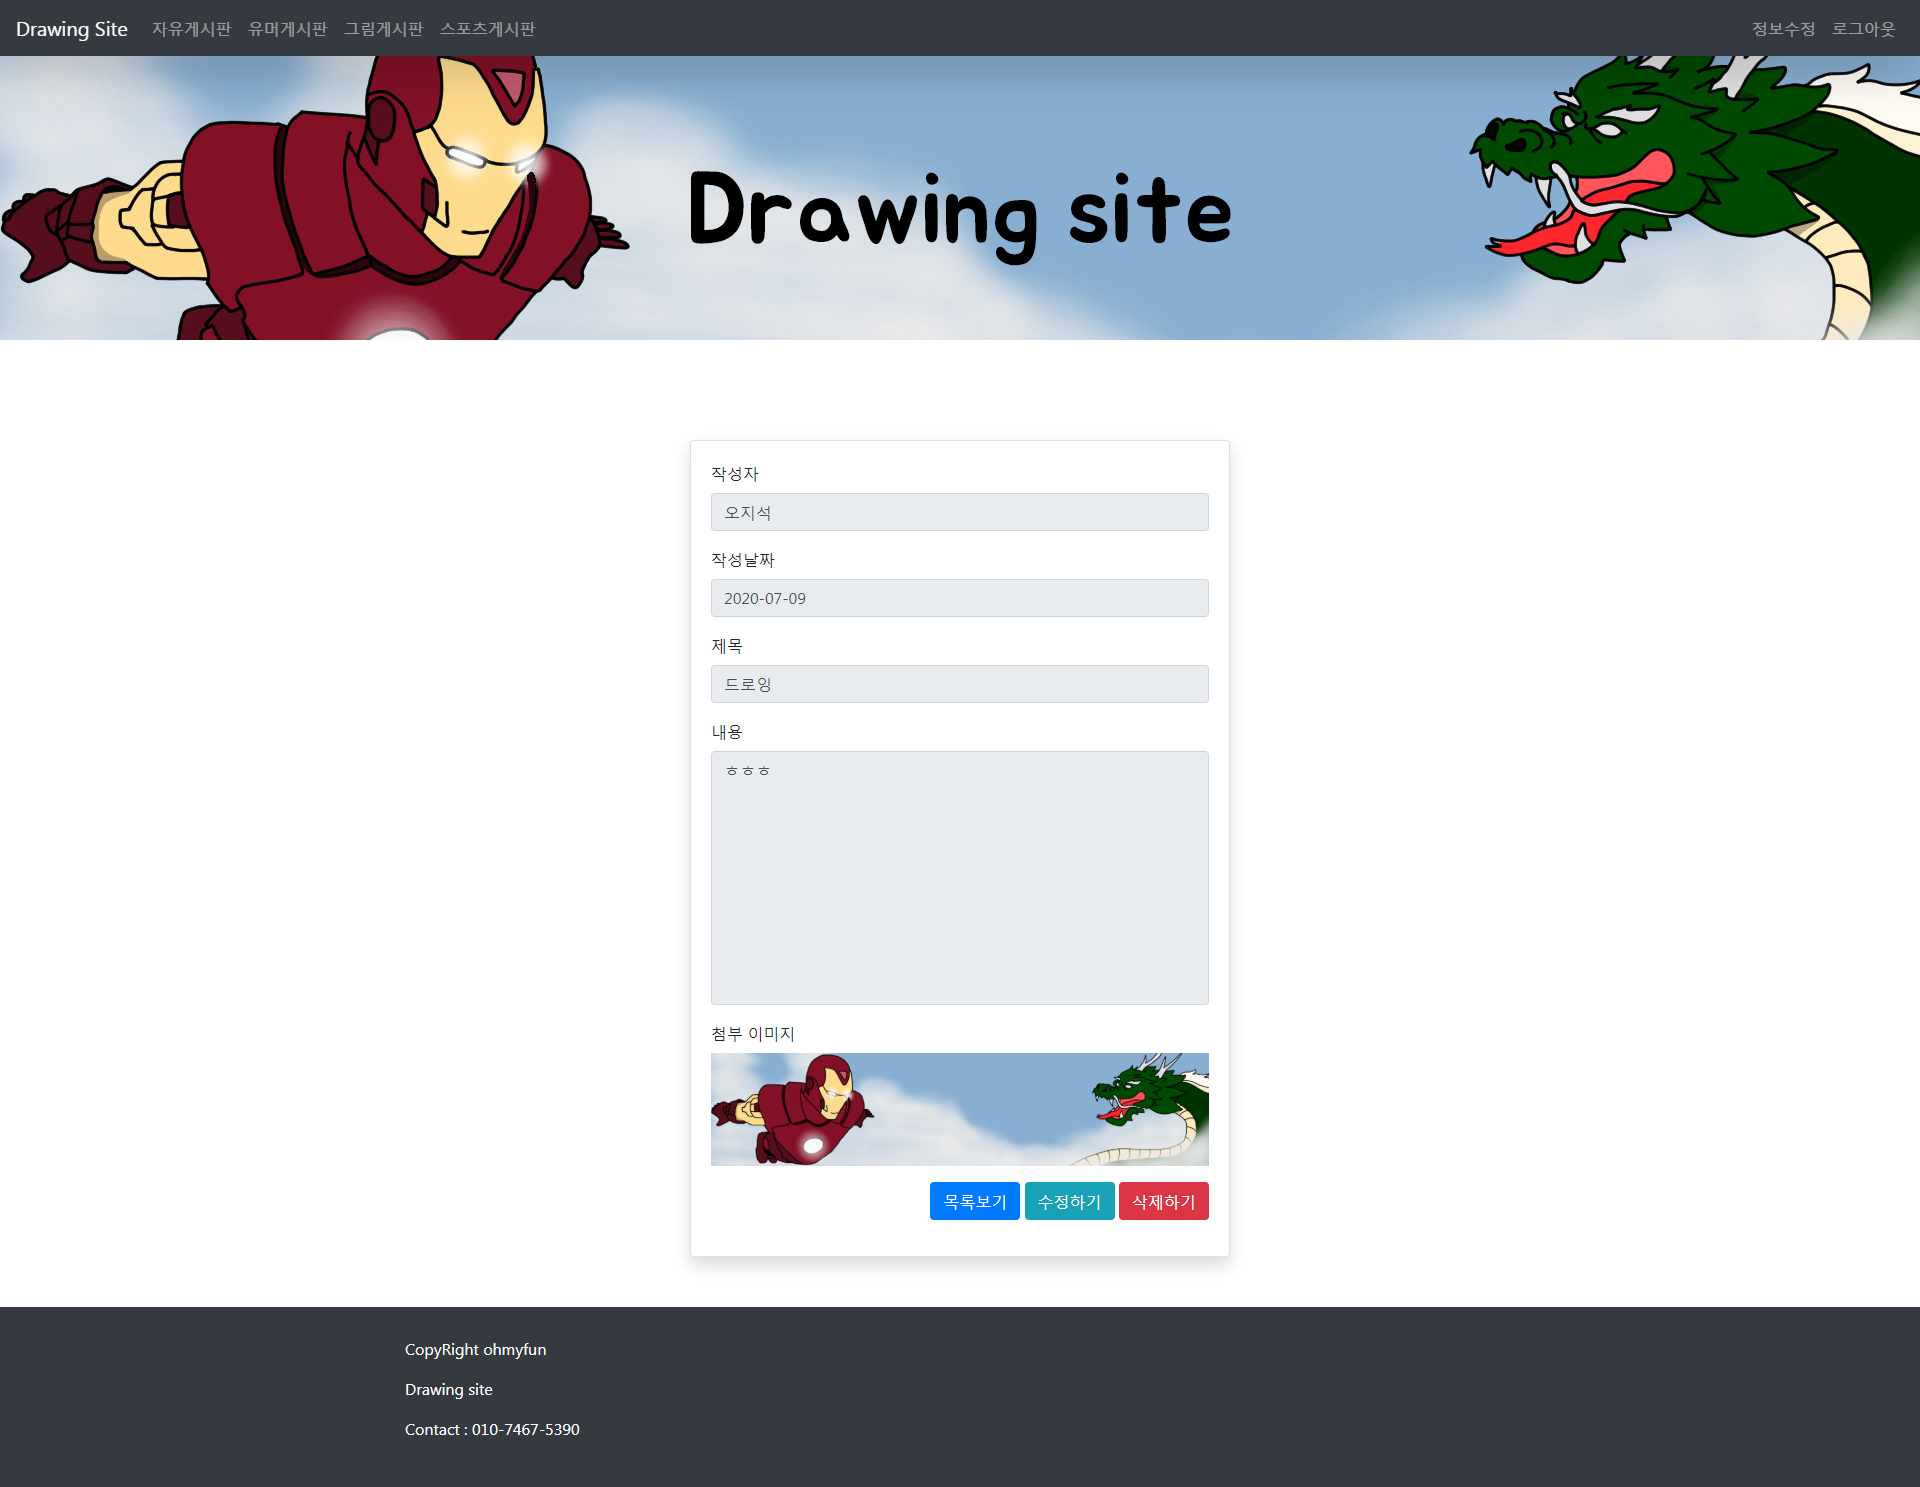 Drawing Site 자유게시판 유머게시판 그림게시판 스포츠게시판 정보수정 로그아웃
Drawing site
작성자
오지석
작성날짜
2020-07-09
제목
드로잉
내용
ㅎㅎㅎ
첨부 이미지
목록보기 수정하기 삭제하기
CopyRight ohmyfun
Drawing site
Contact : 010-7467-5390